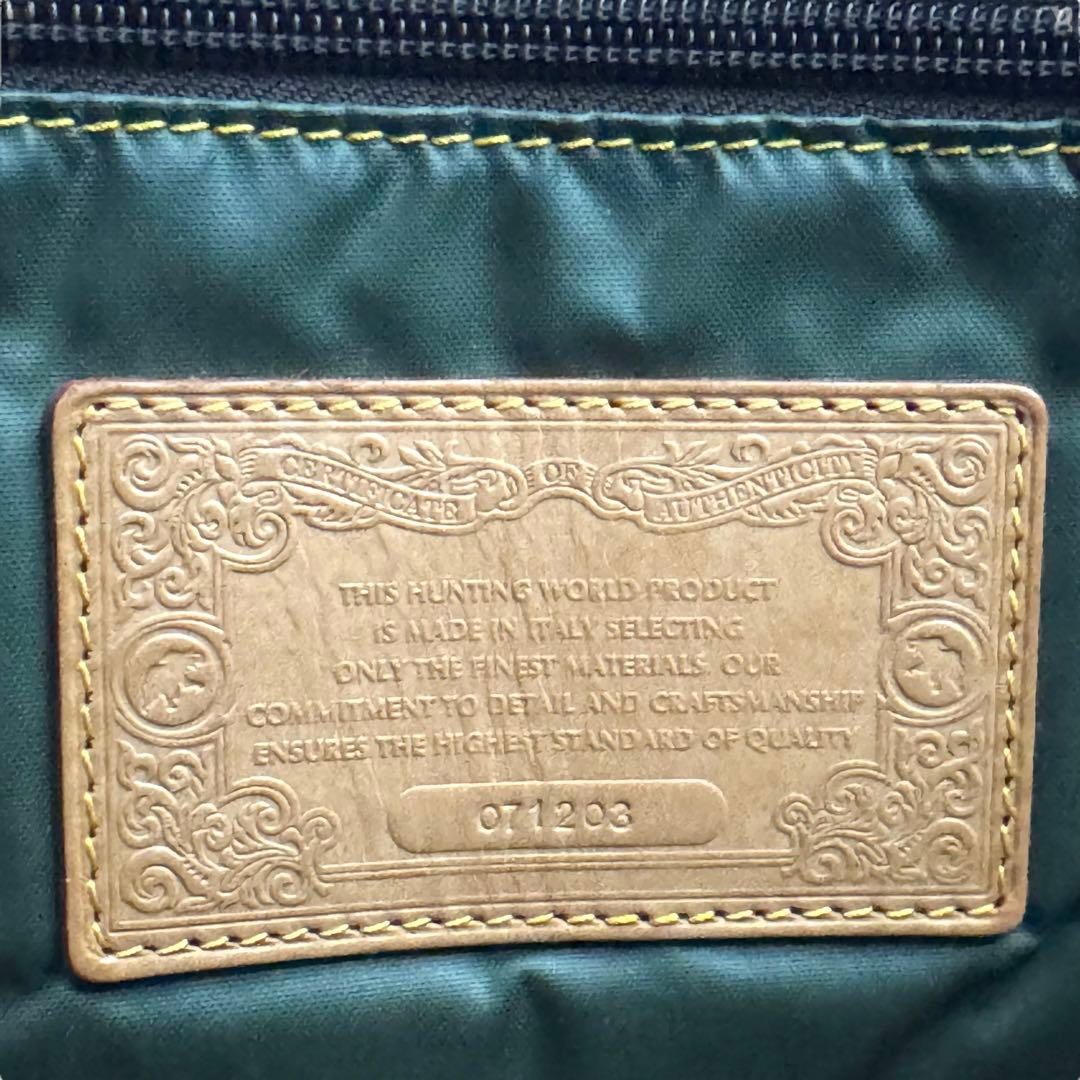 CERTIFICATE OF AUTHENTICITY
THIS HUNTING WORLD PRODUCT
IS MADE IN ITALY SELECTING
ONLY THE FINEST MATERIALS OUR
COMMITMENT TO DETAIL AND CRAFTSMANSHIP
ENSURES THE HIGHEST STANDARD OF QUALITY
071203